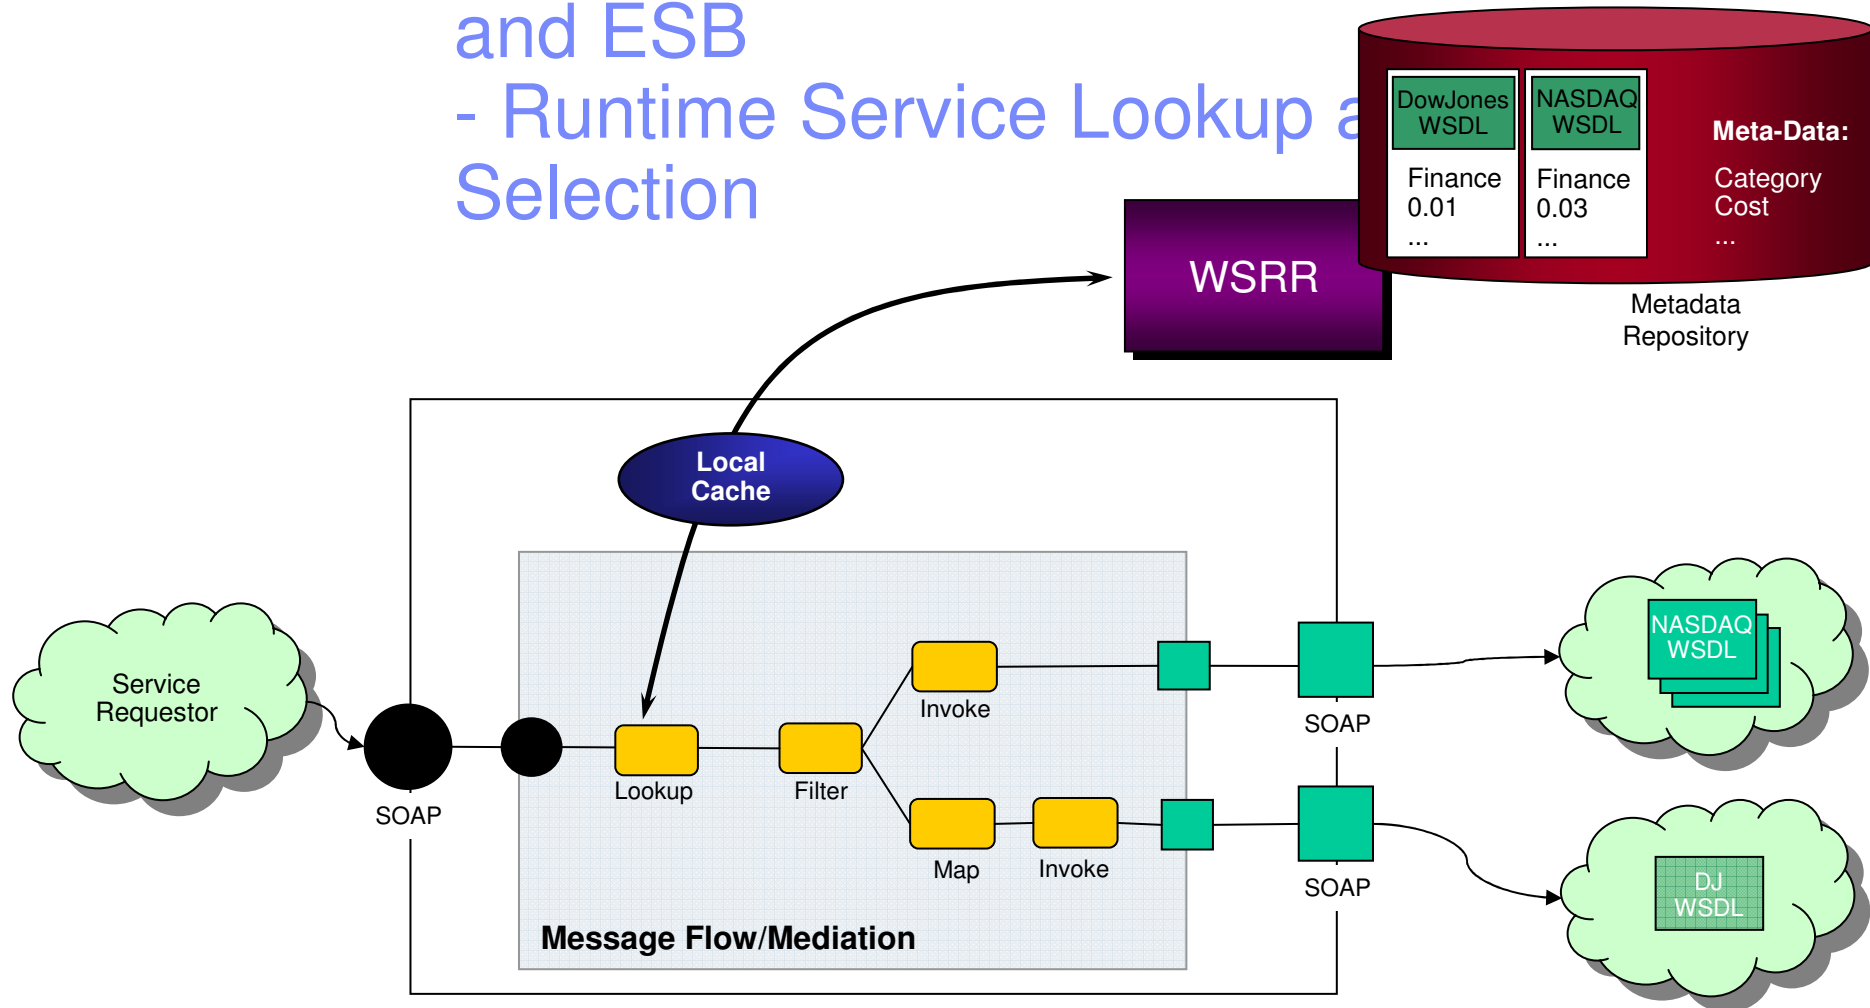 and ESB
- Runtime Service Lookup a
Selection
DowJones
WSDL
Finance
0.01
...
NASDAQ
WSDL
Finance
0.03
...
Meta-Data:
Category
Cost
...
WSRR
Metadata
Repository
Local
Cache
Service
Requestor
SOAP
Lookup
Filter
Invoke
Map
Invoke
Message Flow/Mediation
SOAP
SOAP
NASDAQ
WSDL
DJ
WSDL